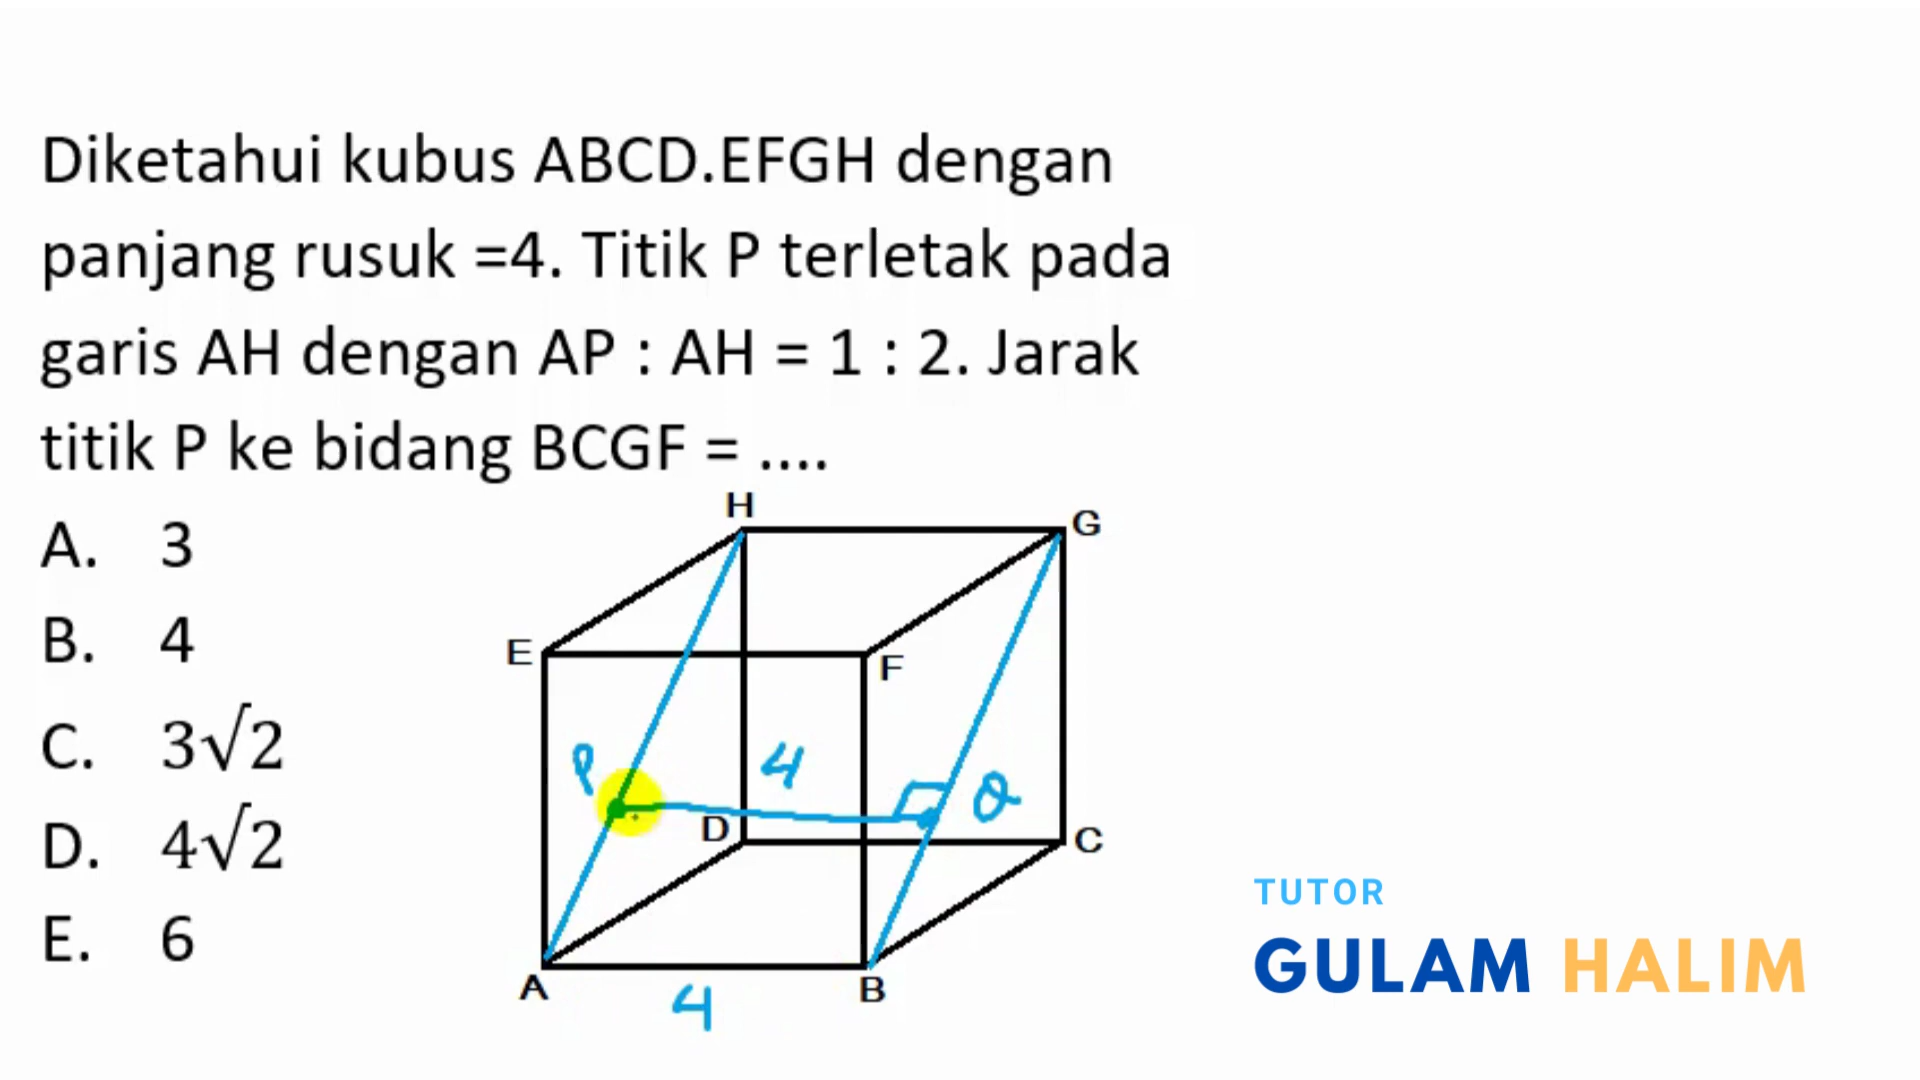 Diketahui kubus ABCD.EFGH dengan
panjang rusuk =4. Titik P terletak pada
garis AH dengan AP : AH = 1 : 2. Jarak
titik P ke bidang BCGF = ....
A. 3
B. 4
C. 3√2
D. 4√2
E. 6
H
G
E
F
P
4
Q
D
C
A
B
4
TUTOR
GULAM HALIM